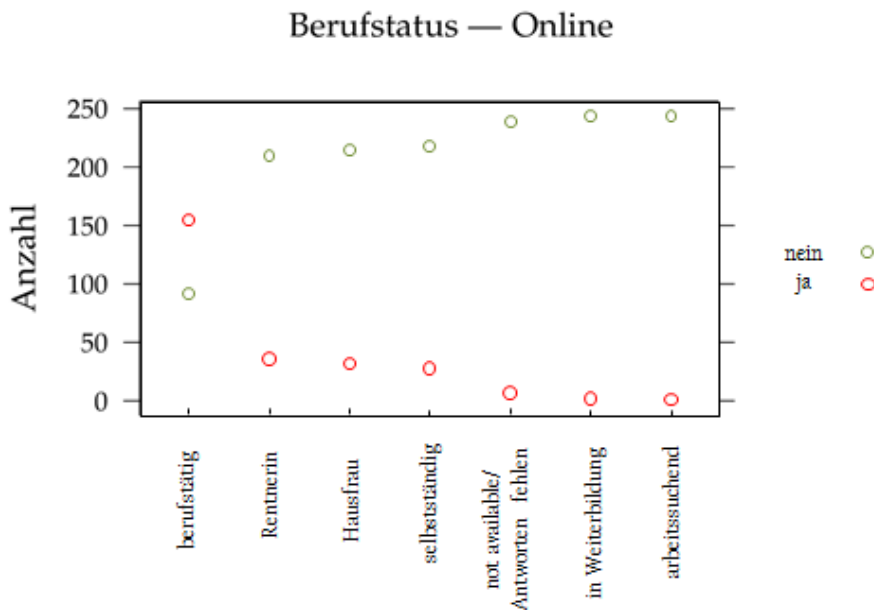 Berufstatus — Online
Anzahl
250
200
150
100
50
0
berufstätig
Rentnerin
Hausfrau
selbstständig
not available/
Antworten fehlen
in Weiterbildung
arbeitssuchend
nein
ja